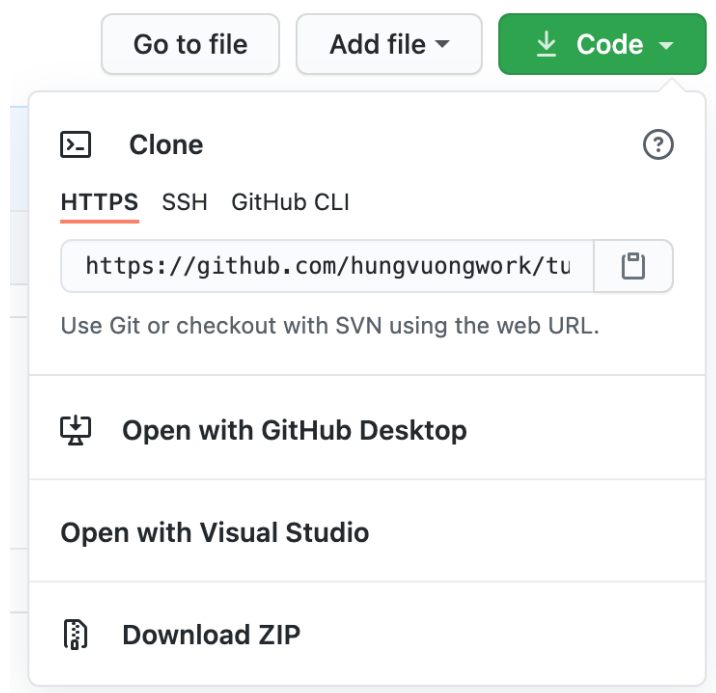 Go to file Add file Code
Clone
HTTPS SSH GitHub CLI
https://github.com/hungvuongwork/tu
Use Git or checkout with SVN using the web URL.
Open with GitHub Desktop
Open with Visual Studio
Download ZIP